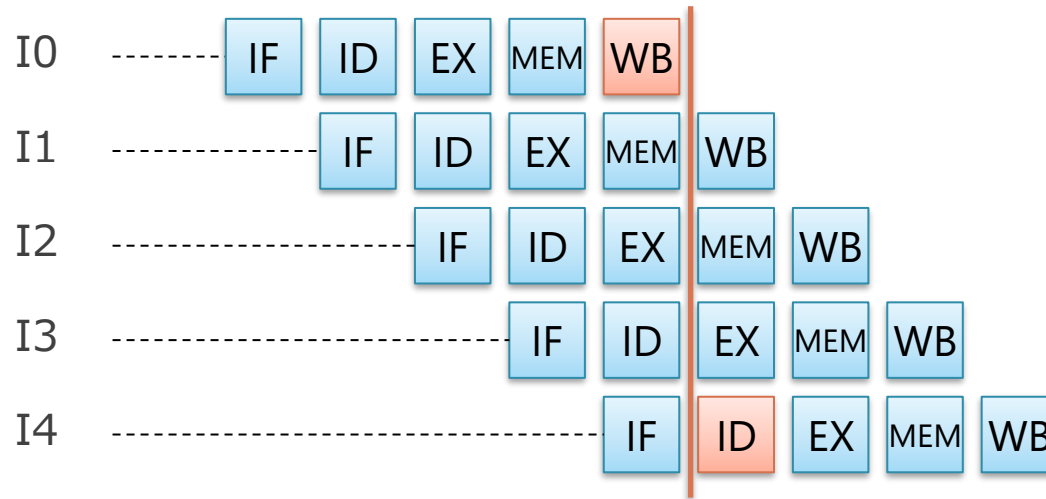 I0 IF ID EX MEM WB
I1 IF ID EX MEM WB
I2 IF ID EX MEM WB
I3 IF ID EX MEM WB
I4 IF ID EX MEM WB